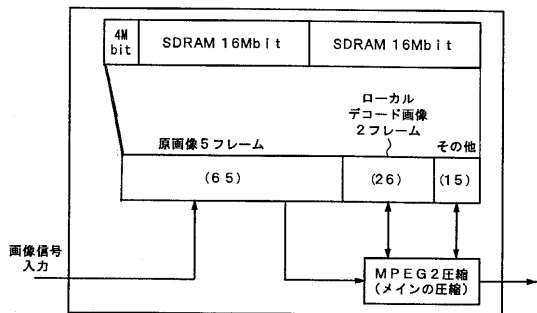 4M
bit
SDRAM 16Mbit
SDRAM 16Mbit
ローカル
デコード画像
2フレーム
原画像5フレーム
その他
(65)
(26)
(15)
画像信号
入力
MPEG2圧縮
(メインの圧縮)